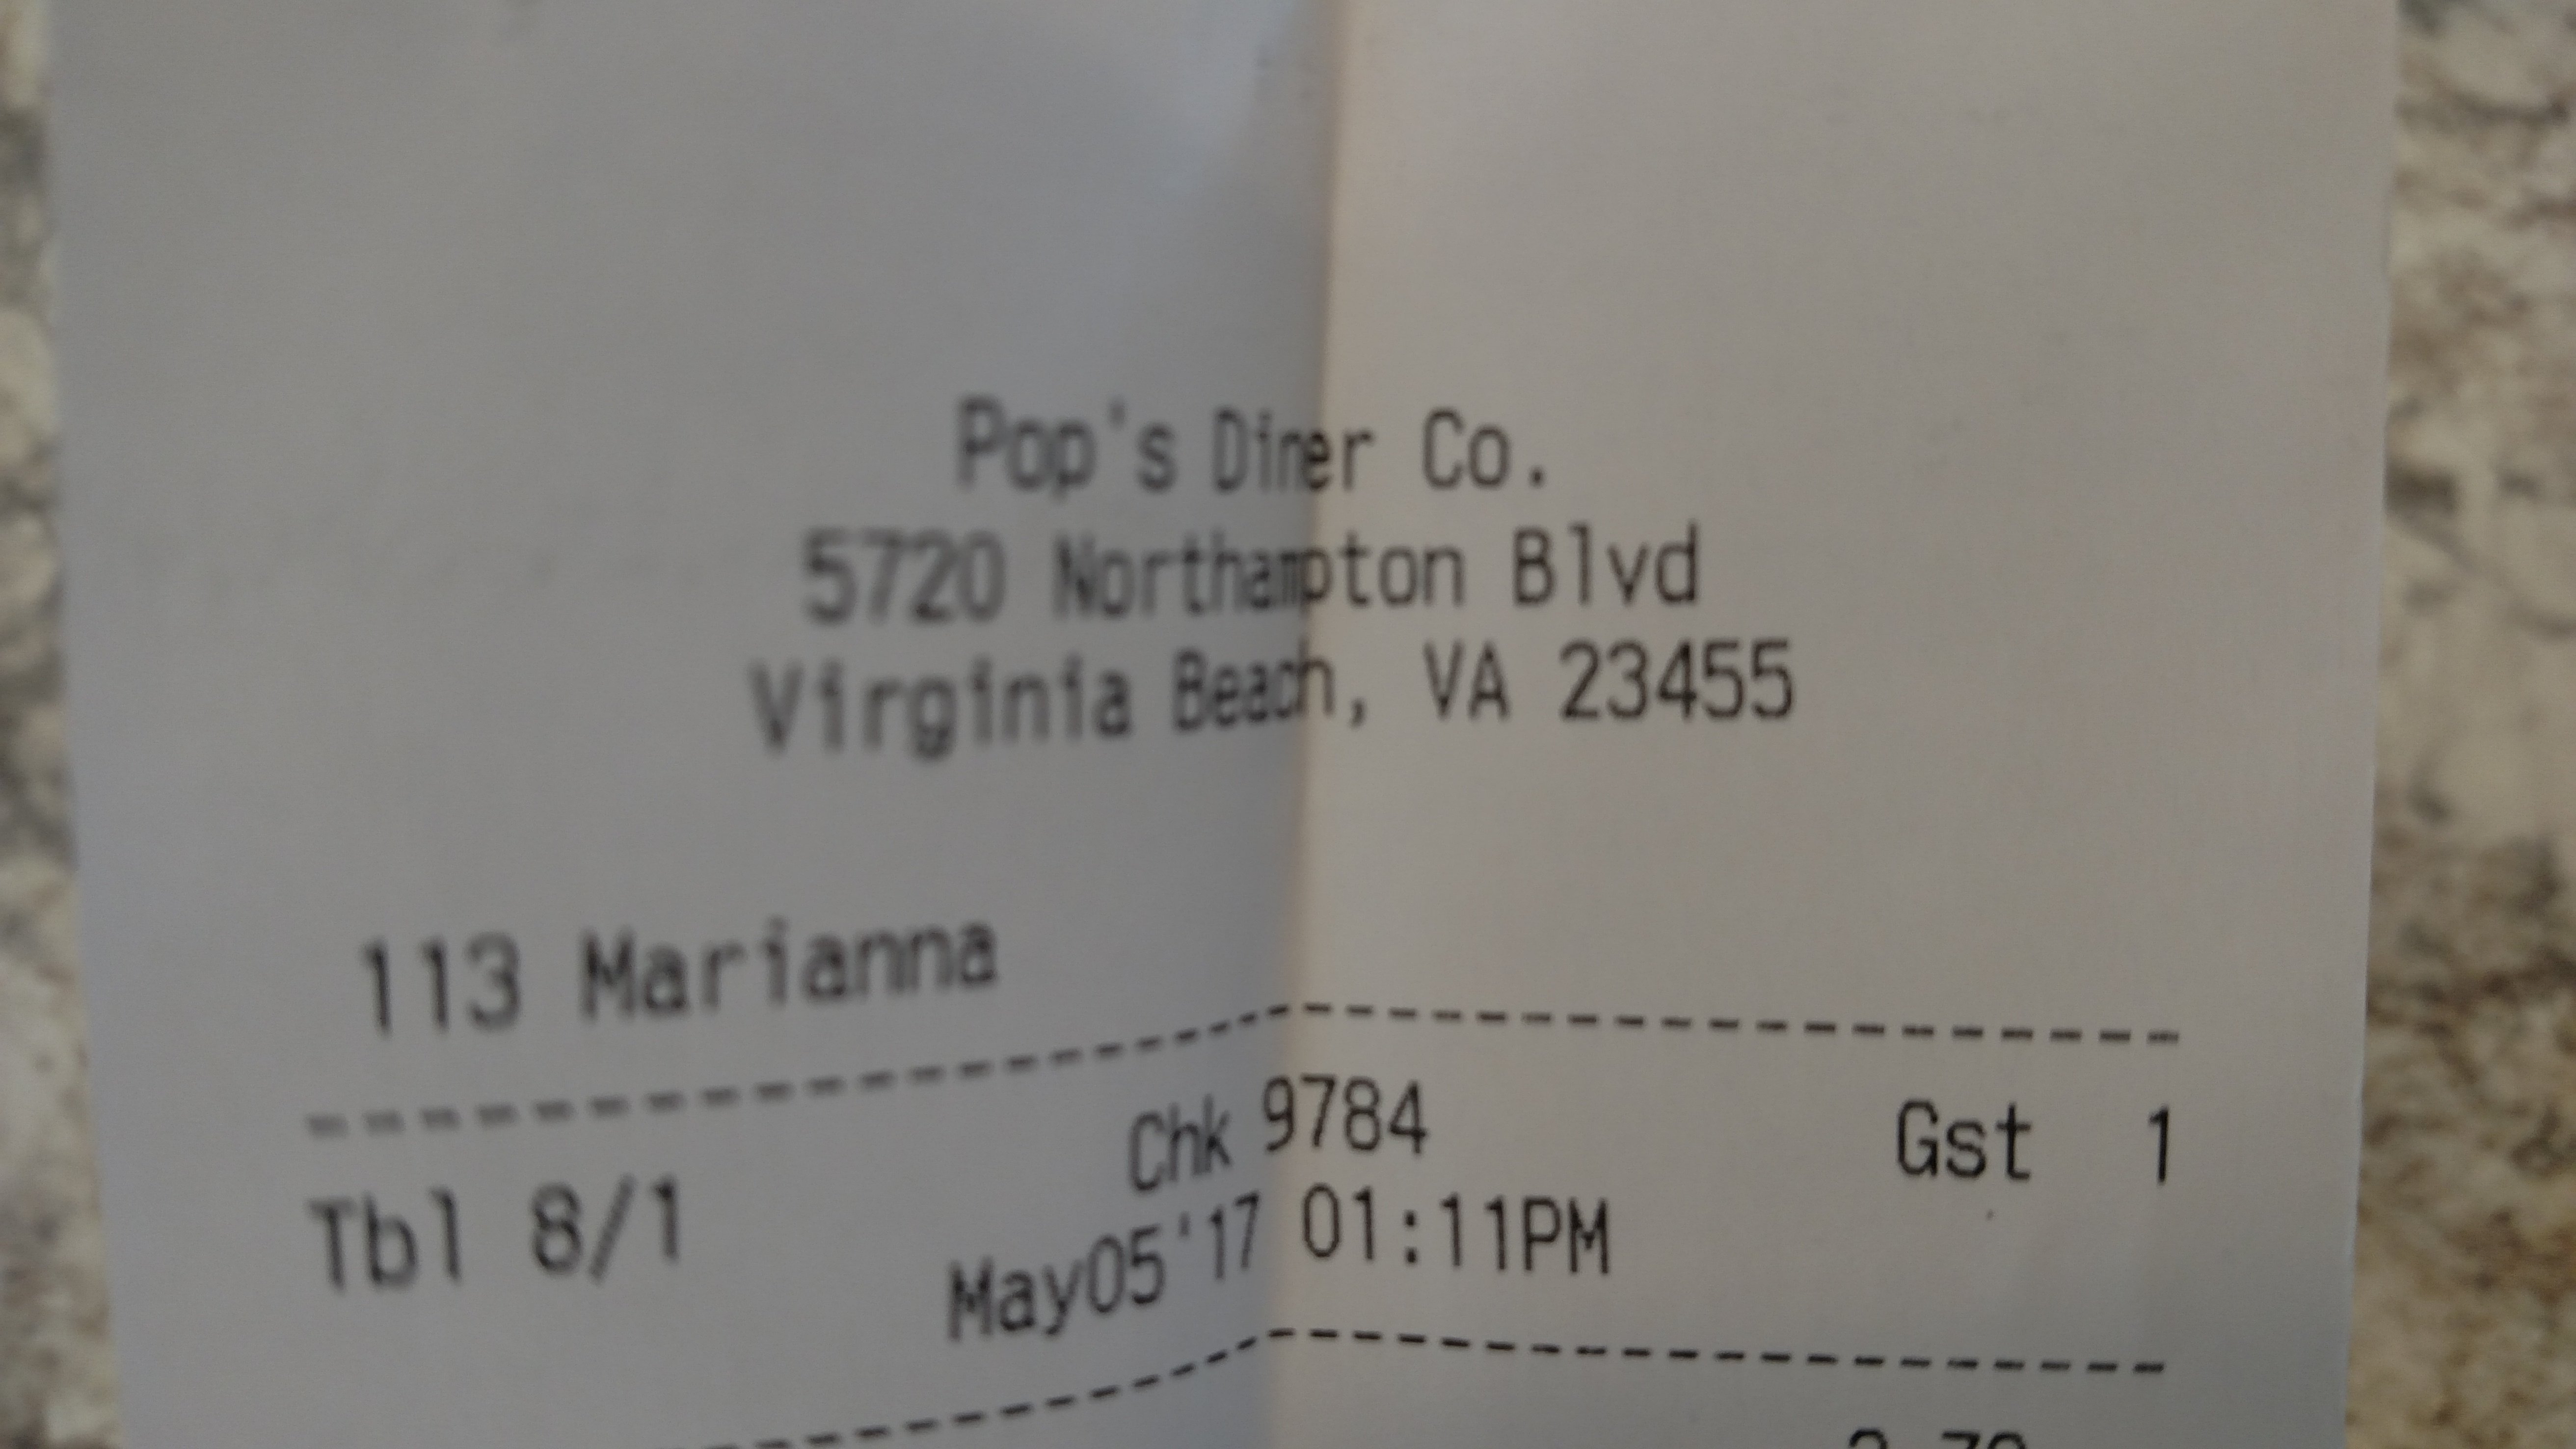 Pop's Diner Co.
5720 Northampton Blvd
Virginia Beach, VA 23455
113 Marianna
Tbl 8/1 Chk 9784 Gst 1
May05'17 01:11PM